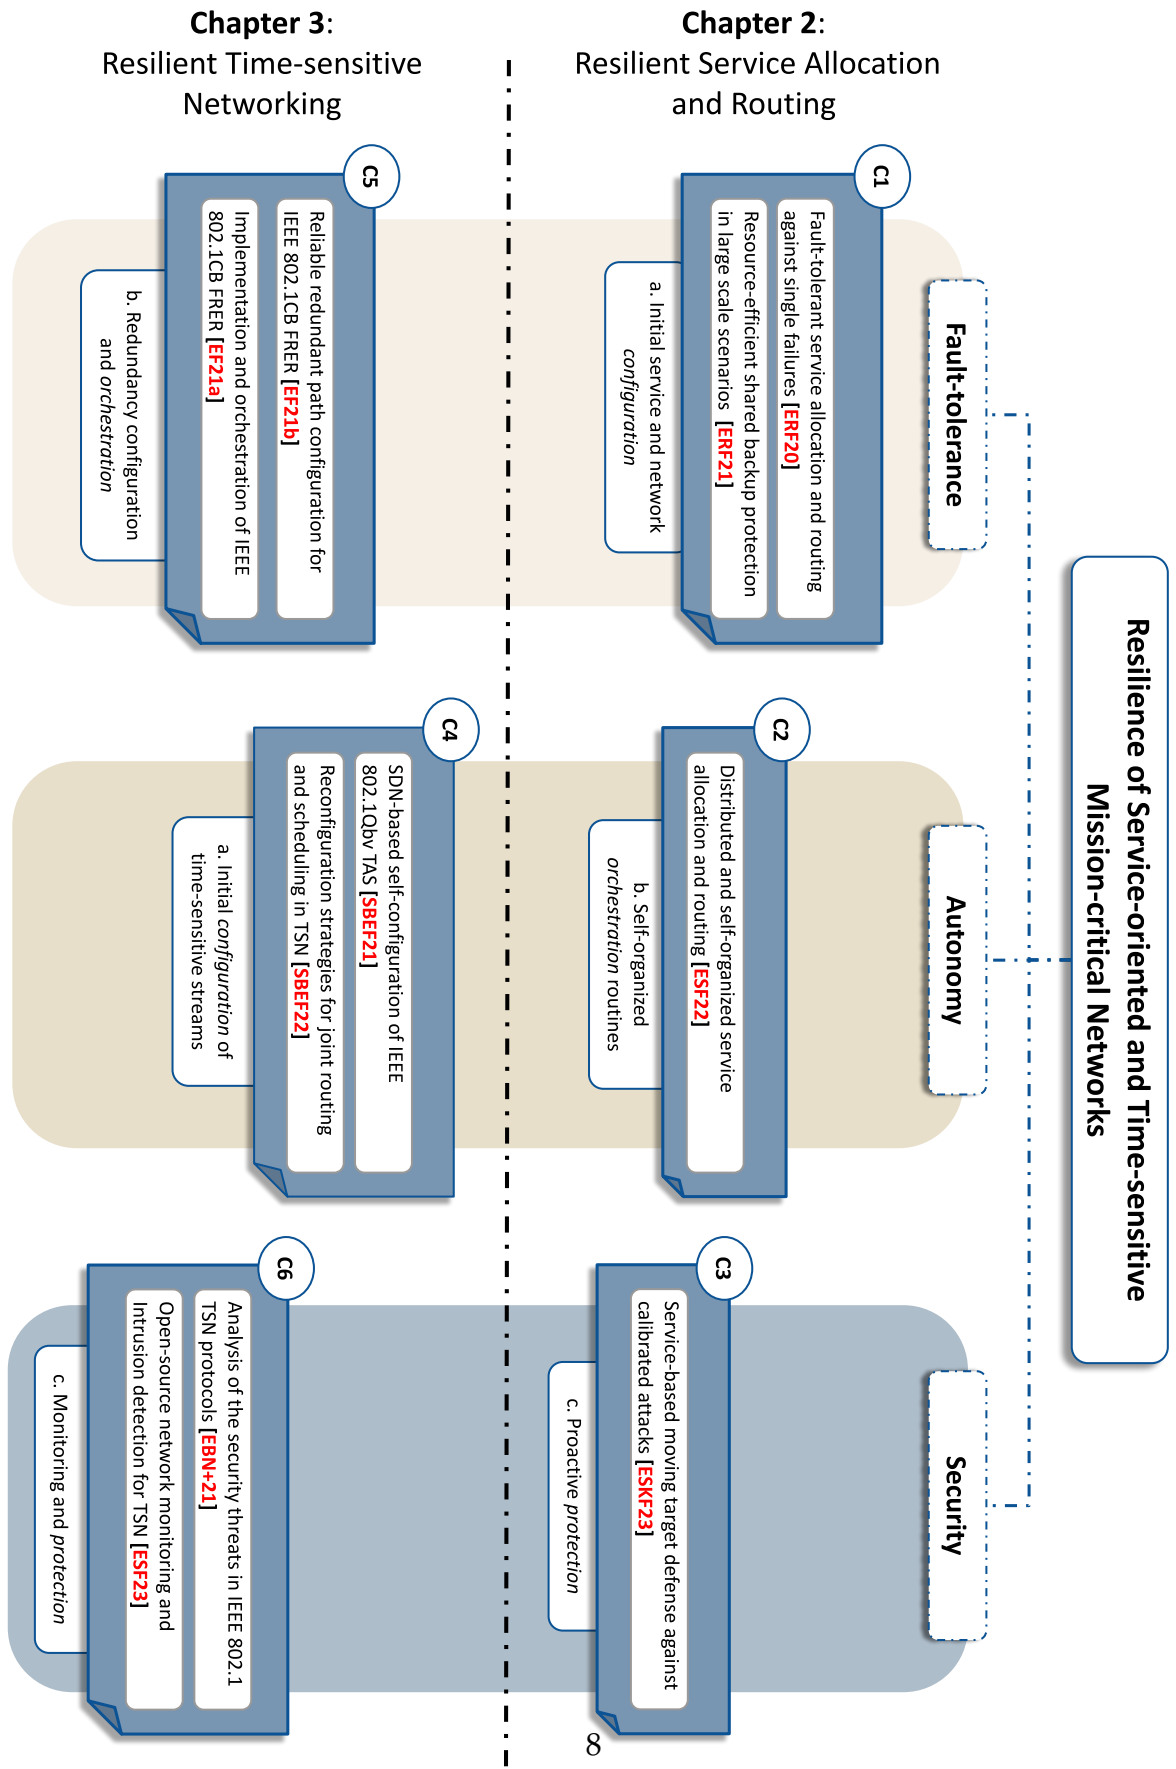 Resilience of Service-oriented and Time-sensitive
Mission-critical Networks
Fault-tolerance
Autonomy
Security
Chapter 2:
Resilient Service Allocation
and Routing
C1
Fault-tolerant service allocation and routing
against single failures [ERF20]
Resource-efficient shared backup protection
in large scale scenarios [ERF21]
a. Initial service and network
configuration
C2
Distributed and self-organized service
allocation and routing [ESF22]
b. Self-organized
orchestration routines
C3
Service-based moving target defense against
calibrated attacks [ESKF23]
c. Proactive protection
Chapter 3:
Resilient Time-sensitive
Networking
C5
Reliable redundant path configuration for
IEEE 802.1CB FRER [EF21b]
Implementation and orchestration of IEEE
802.1CB FRER [EF21a]
b. Redundancy configuration
and orchestration
C4
SDN-based self-configuration of IEEE
802.1Qbv TAS [SBEF21]
Reconfiguration strategies for joint routing
and scheduling in TSN [SBEF22]
a. Initial configuration of
time-sensitive streams
C6
Analysis of the security threats in IEEE 802.1
TSN protocols [EBN+21]
Open-source network monitoring and
Intrusion detection for TSN [ESF23]
c. Monitoring and protection
8